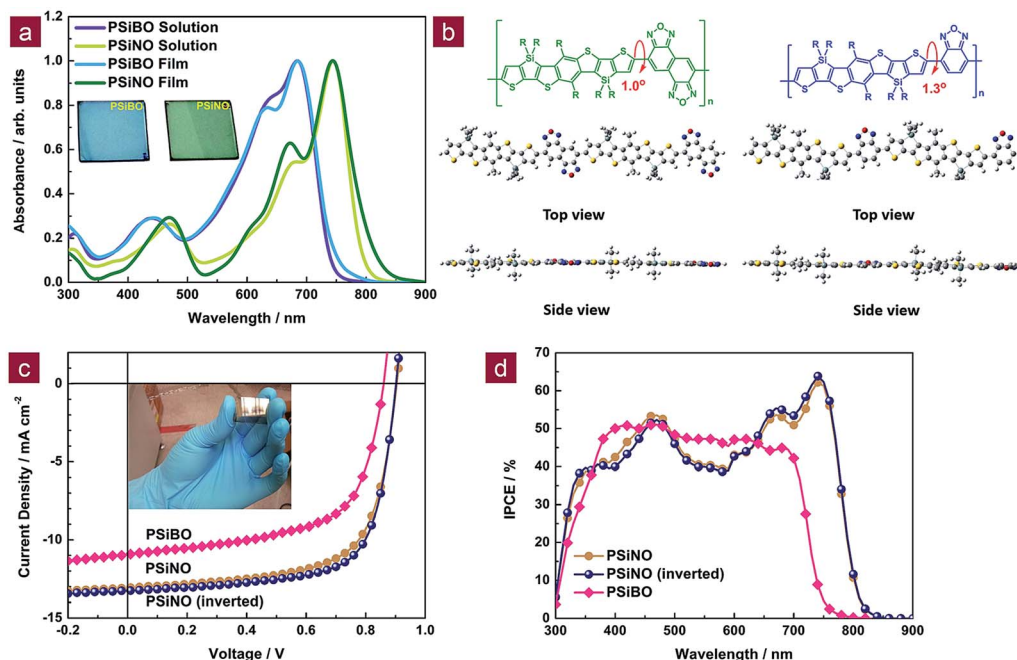 a
PSiBO Solution
PSiNO Solution
PSiBO Film
PSiNO Film
PSiBO
PSiNO
Absorbance / arb. units
1.0
0.8
0.6
0.4
0.2
0.0
300 400 500 600 700 800 900
Wavelength / nm
b
R R
Si
R
S
S
N O N
1.0°
S
S
R
Si
R R
N O N
n
R R
Si
R
S
S
N O N
1.3°
S
S
R
Si
R R
n
Top view
Top view
Side view
Side view
c
0
-5
-10
-15
Current Density / mA cm-2
PSiBO
PSiNO
PSiNO (inverted)
-0.2 0.0 0.2 0.4 0.6 0.8 1.0
Voltage / V
d
70
60
50
40
30
20
10
0
IPCE / %
PSiNO
PSiNO (inverted)
PSiBO
300 400 500 600 700 800 900
Wavelength / nm